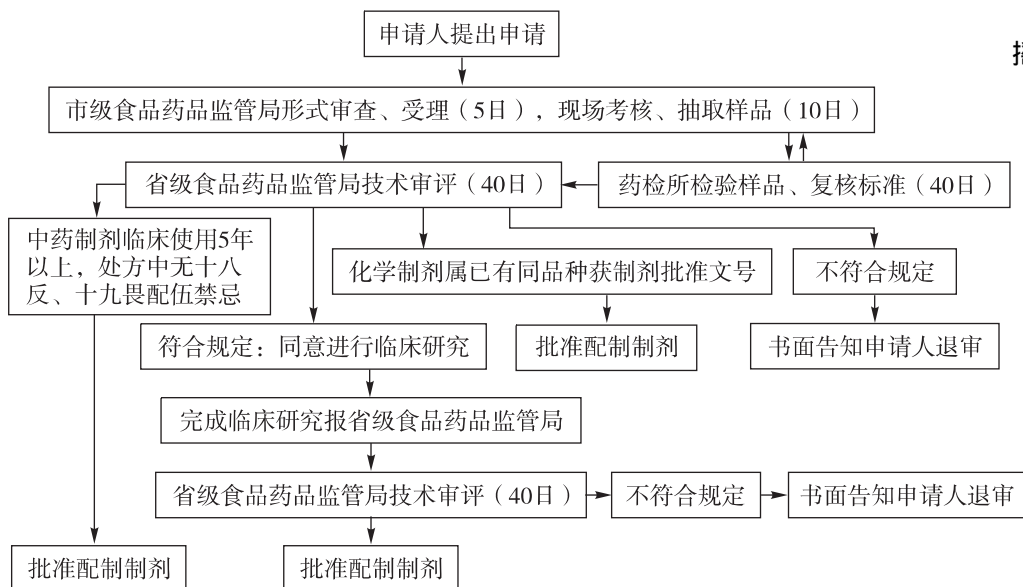 申请人提出申请
市级食品药品监管局形式审查、受理（5日），现场考核、抽取样品（10日）
省级食品药品监管局技术审评（40日）
药检所检验样品、复核标准（40日）
中药制剂临床使用5年
以上，处方中无十八
反、十九畏配伍禁忌
化学制剂属已有同品种获制剂批准文号
不符合规定
符合规定：同意进行临床研究
批准配制制剂
书面告知申请人退审
完成临床研究报省级食品药品监管局
省级食品药品监管局技术审评（40日）
不符合规定
书面告知申请人退审
批准配制制剂
批准配制制剂